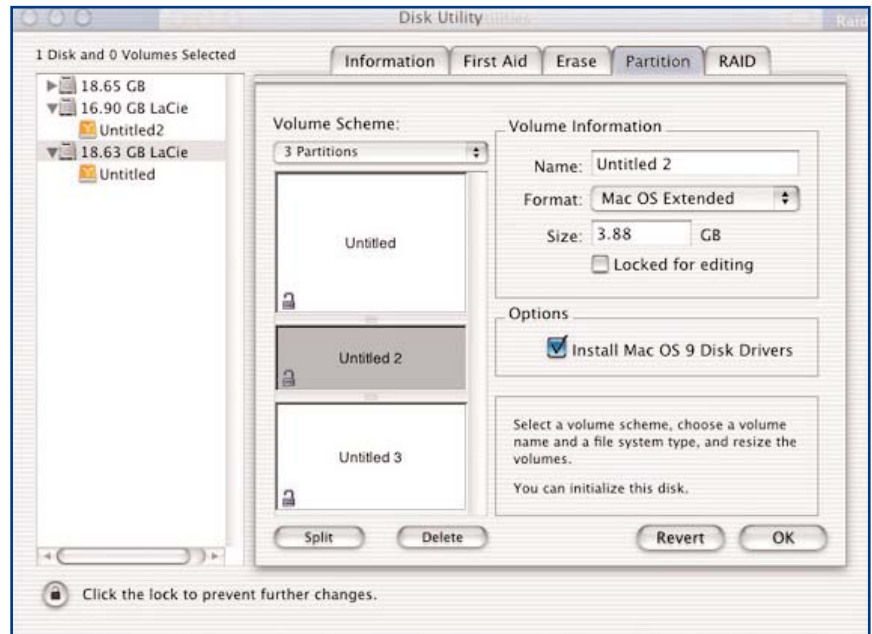 Disk Utility
Raid
1 Disk and 0 Volumes Selected
18.65 GB
16.90 GB LaCie
Untitled2
18.63 GB LaCie
Untitled
Information
First Aid
Erase
Partition
RAID
Volume Scheme:
3 Partitions
Untitled
Untitled 2
Untitled 3
Split
Delete
Volume Information
Name: Untitled 2
Format: Mac OS Extended
Size: 3.88 GB
Locked for editing
Options
Install Mac OS 9 Disk Drivers
Select a volume scheme, choose a volume
name and a file system type, and resize the
volumes.
You can initialize this disk.
Revert
OK
Click the lock to prevent further changes.